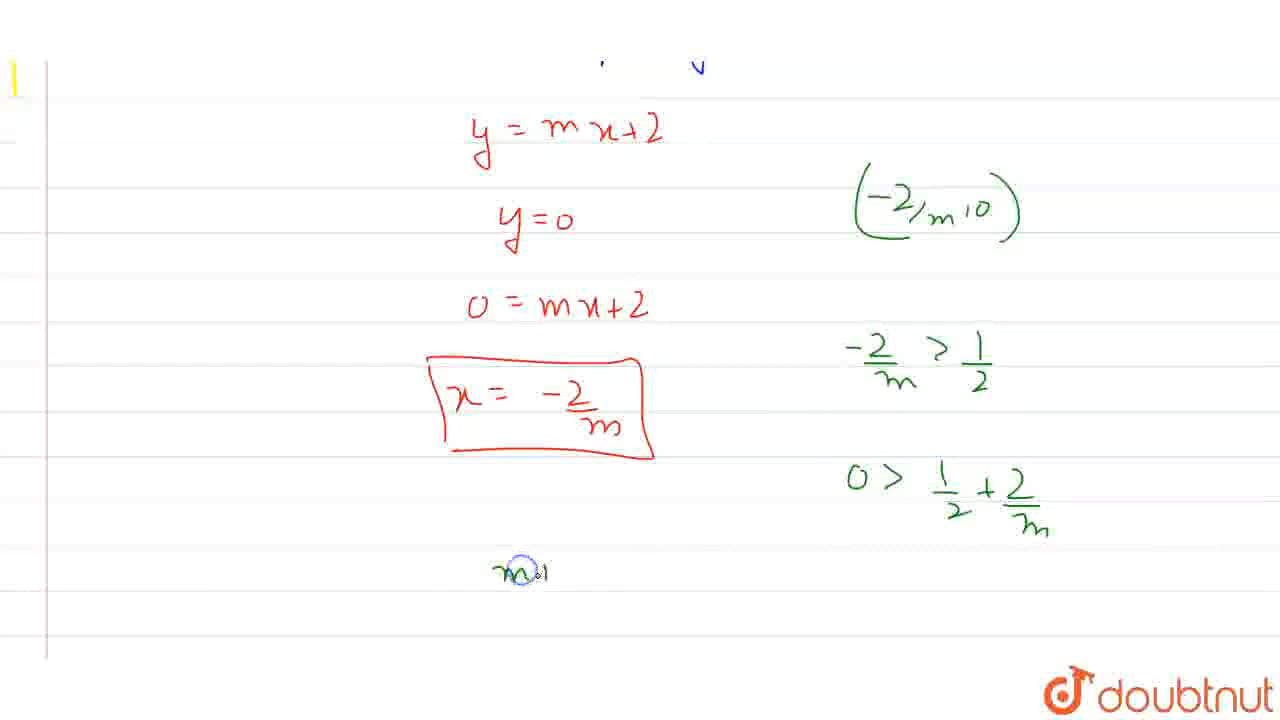 y = mx+2
y = 0
0 = mx+2
x = -2/m
(-2/m, 0)
-2/m > 1/2
0 > 1/2 + 2/m
m
doubtnut